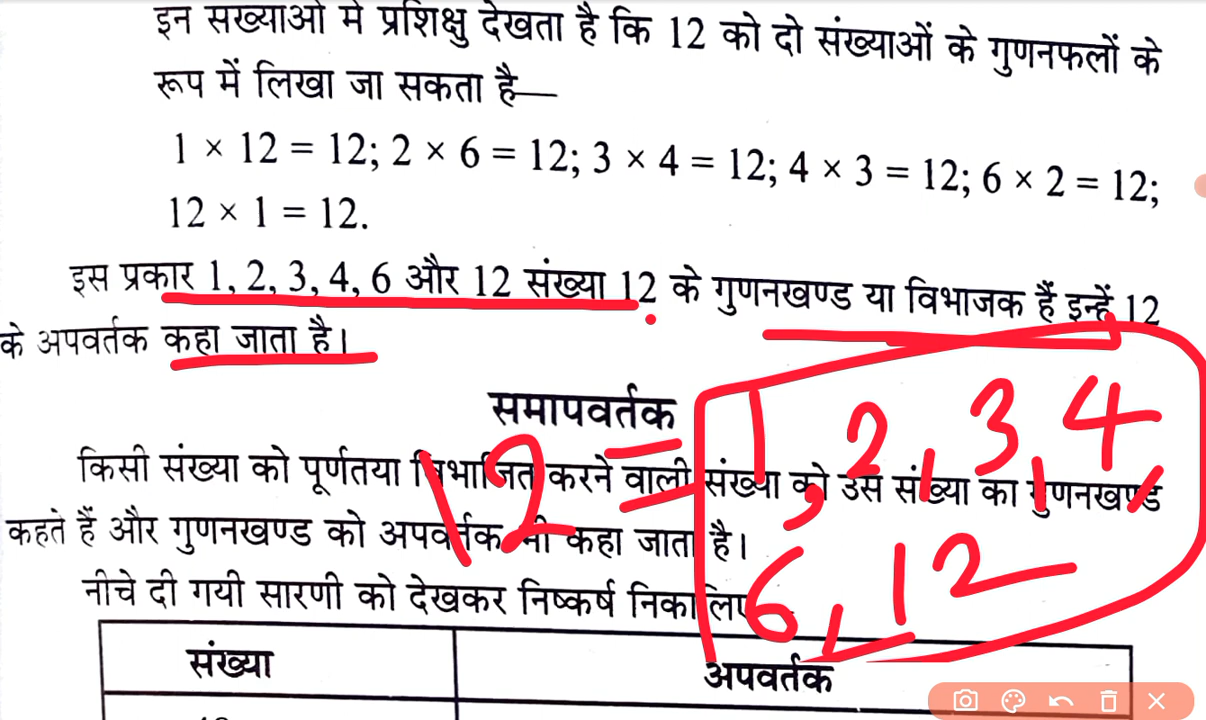 इन संख्याओं में प्रशिक्षु देखता है कि 12 को दो संख्याओं के गुणनफलों के
रूप में लिखा जा सकता है—
1 × 12 = 12; 2 × 6 = 12; 3 × 4 = 12; 4 × 3 = 12; 6 × 2 = 12;
12 × 1 = 12.
इस प्रकार 1, 2, 3, 4, 6 और 12 संख्या 12 के गुणनखण्ड या विभाजक हैं इन्हें 12
के अपवर्तक कहा जाता है।
समापवर्तक
12 = 1, 2, 3, 4,
6, 12
किसी संख्या को पूर्णतया विभाजित करने वाली संख्या को उस संख्या का गुणनखण्ड
कहते हैं और गुणनखण्ड को अपवर्तक भी कहा जाता है।
नीचे दी गयी सारणी को देखकर निष्कर्ष निकालिए
संख्या अपवर्तक